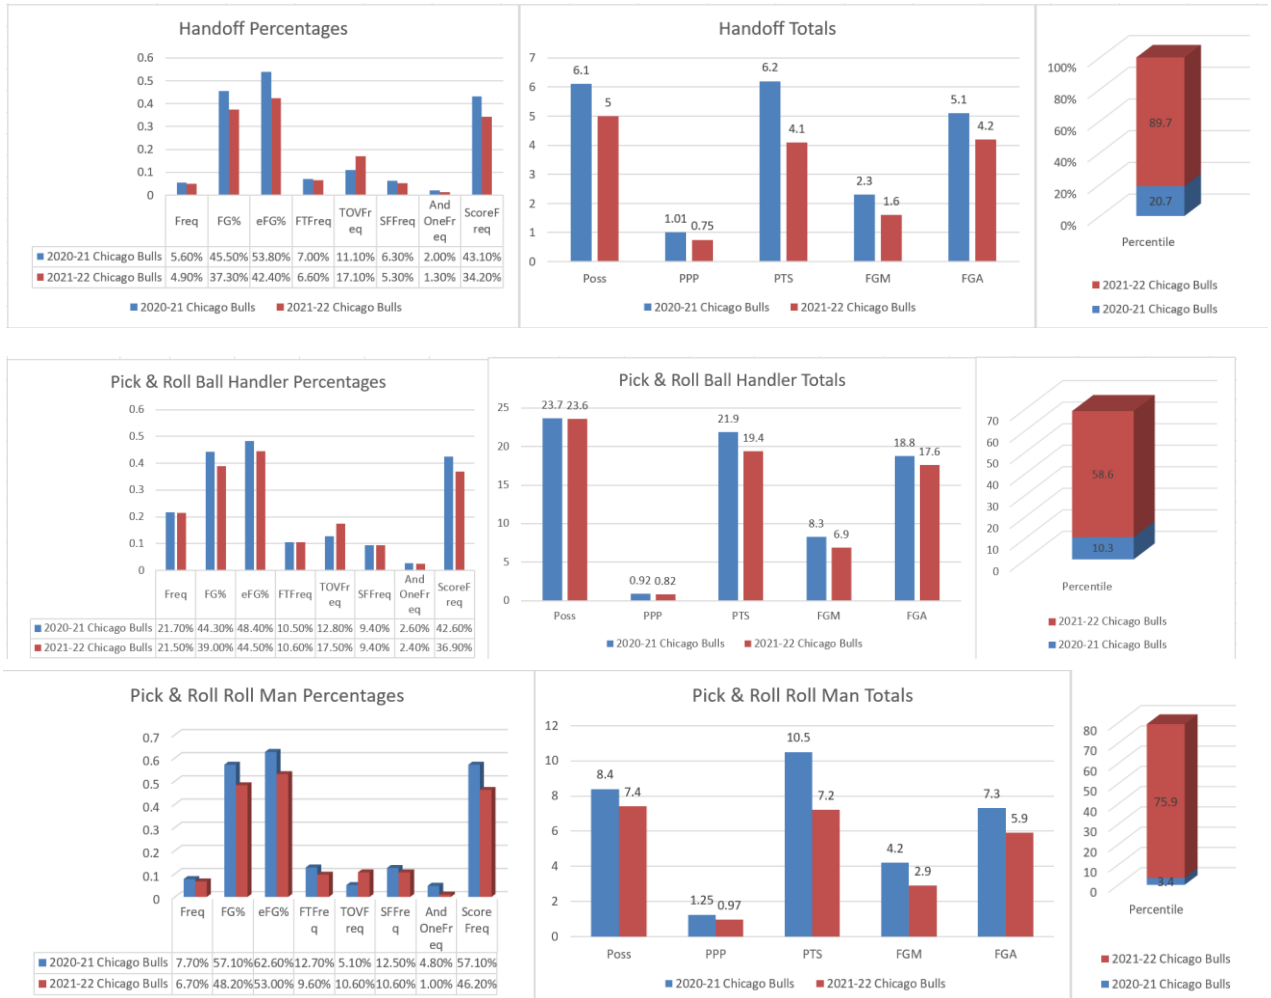 Handoff Percentages
0.6
0.5
0.4
0.3
0.2
0.1
0
Freq FG% eFG% FTFreq TOVFr SFFreq And ScoreF
eq OneFr req
eq
2020-21 Chicago Bulls 5.60% 45.50% 53.80% 7.00% 11.10% 6.30% 2.00% 43.10%
2021-22 Chicago Bulls 4.90% 37.30% 42.40% 6.60% 17.10% 5.30% 1.30% 34.20%
2020-21 Chicago Bulls 2021-22 Chicago Bulls
Handoff Totals
7
6
5
4
3
2
1
0
6.1 5 1.01 0.75 6.2 4.1 2.3 1.6 5.1 4.2
Poss PPP PTS FGM FGA
2020-21 Chicago Bulls 2021-22 Chicago Bulls
100%
80%
60%
40%
20%
0%
89.7
20.7
Percentile
2021-22 Chicago Bulls
2020-21 Chicago Bulls
Pick & Roll Ball Handler Percentages
0.6
0.5
0.4
0.3
0.2
0.1
0
Freq FG% eFG% FTFreq TOVFr SFFreq And ScoreF
eq OneFr req
eq
2020-21 Chicago Bulls 21.70% 44.30% 48.40% 10.50% 12.80% 9.40% 2.60% 42.60%
2021-22 Chicago Bulls 21.50% 39.00% 44.50% 10.60% 17.50% 9.40% 2.40% 36.90%
Pick & Roll Ball Handler Totals
25
20
15
10
5
0
23.7 23.6 0.92 0.82 21.9 19.4 8.3 6.9 18.8 17.6
Poss PPP PTS FGM FGA
2020-21 Chicago Bulls 2021-22 Chicago Bulls
70
60
50
40
30
20
10
0
58.6
10.3
Percentile
2021-22 Chicago Bulls
2020-21 Chicago Bulls
Pick & Roll Roll Man Percentages
0.7
0.6
0.5
0.4
0.3
0.2
0.1
0
Freq FG% eFG% FTFre TOVF SFFre And Score
q req q OneFr Freq
eq
2020-21 Chicago Bulls 7.70% 57.10% 62.60% 12.70% 5.10% 12.50% 4.80% 57.10%
2021-22 Chicago Bulls 6.70% 48.20% 53.00% 9.60% 10.60% 10.60% 1.00% 46.20%
Pick & Roll Roll Man Totals
12
10
8
6
4
2
0
8.4 7.4 1.25 0.97 10.5 7.2 4.2 2.9 7.3 5.9
Poss PPP PTS FGM FGA
2020-21 Chicago Bulls 2021-22 Chicago Bulls
80
70
60
50
40
30
20
10
0
75.9
3.4
Percentile
2021-22 Chicago Bulls
2020-21 Chicago Bulls